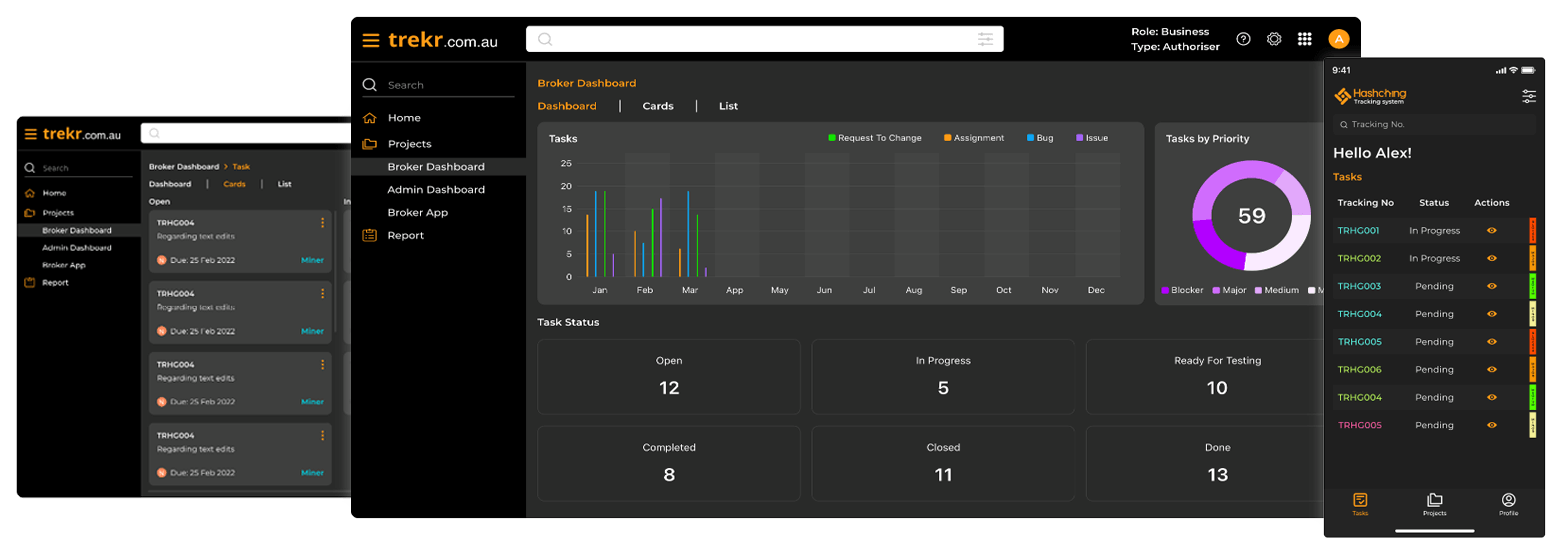 trekr.com.au
Search
Home
Projects
Broker Dashboard
Admin Dashboard
Broker App
Report
Broker Dashboard > Task
Dashboard | Cards | List
Open
In
TRHG004
Regarding text edits
N Due: 25 Feb 2022 Miner
TRHG004
Regarding text edits
N Due: 25 Feb 2022 Miner
TRHG004
Regarding text edits
N Due: 25 Feb 2022 Miner
TRHG004
Regarding text edits
N Due: 25 Feb 2022 Miner
trekr.com.au
Role: Business
Type: Authoriser
A
Search
Home
Projects
Broker Dashboard
Admin Dashboard
Broker App
Report
Broker Dashboard
Dashboard | Cards | List
Tasks
Request To Change Assignment Bug Issue
25
20
15
10
5
0
Jan Feb Mar App May Jun Jul Aug Sep Oct Nov Dec
Tasks by Priority
59
Blocker Major Medium M
Task Status
Open
12
In Progress
5
Ready For Testing
10
Completed
8
Closed
11
Done
13
9:41
Hashching
Tracking system
Tracking No.
Hello Alex!
Tasks
Tracking No Status Actions
TRHG001 In Progress
TRHG002 In Progress
TRHG003 Pending
TRHG004 Pending
TRHG005 Pending
TRHG006 Pending
TRHG004 Pending
TRHG005 Pending
Tasks Projects Profile